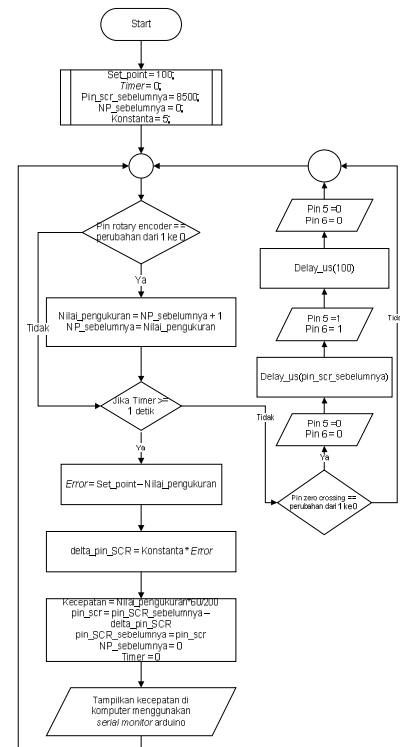 Start
Set_point = 100;
Timer = 0;
Pin_scr_sebelumnya = 8500;
NP_sebelumnya = 0;
Konstanta = 5;
Pin rotary encoder ==
perubahan dari 1 ke 0
Ya
Tidak
Nilai_pengukuran = NP_sebelumnya + 1
NP_sebelumnya = Nilai_pengukuran
Jika Timer >=
1 detik
Tidak
Ya
Error = Set_point – Nilai_pengukuran
delta_pin_SCR = Konstanta * Error
Kecepatan = Nilai_pengukuran*60/200
pin_scr = pin_SCR_sebelumnya –
delta_pin_SCR
pin_SCR_sebelumnya = pin_scr
NP_sebelumnya = 0
Timer = 0
Tampilkan kecepatan di
komputer menggunakan
serial monitor arduino
Pin 5 =0
Pin 6 = 0
Delay_us(100)
Pin 5 =1
Pin 6 = 1
Delay_us(pin_scr_sebelumnya)
Pin 5 =0
Pin 6 = 0
Ya
Pin zero crossing ==
perubahan dari 1 ke 0